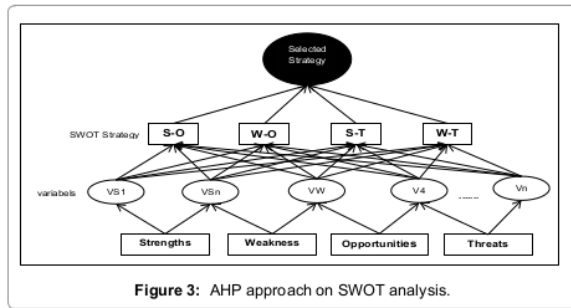 Selected
Strategy
SWOT Strategy
S-O
W-O
S-T
W-T
variabels
VS1
VSn
VW
V4
........
Vn
Strengths
Weakness
Opportunities
Threats
Figure 3: AHP approach on SWOT analysis.